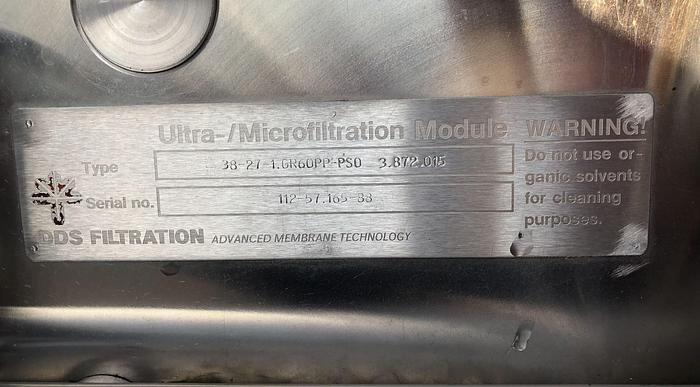 Ultra-/Microfiltration Module
Type 38-27-1.GR60PP-PSO 3.872.015
Serial no. 112-57.165-88
DDS FILTRATION ADVANCED MEMBRANE TECHNOLOGY
WARNING!
Do not use or-
ganic solvents
for cleaning
purposes.